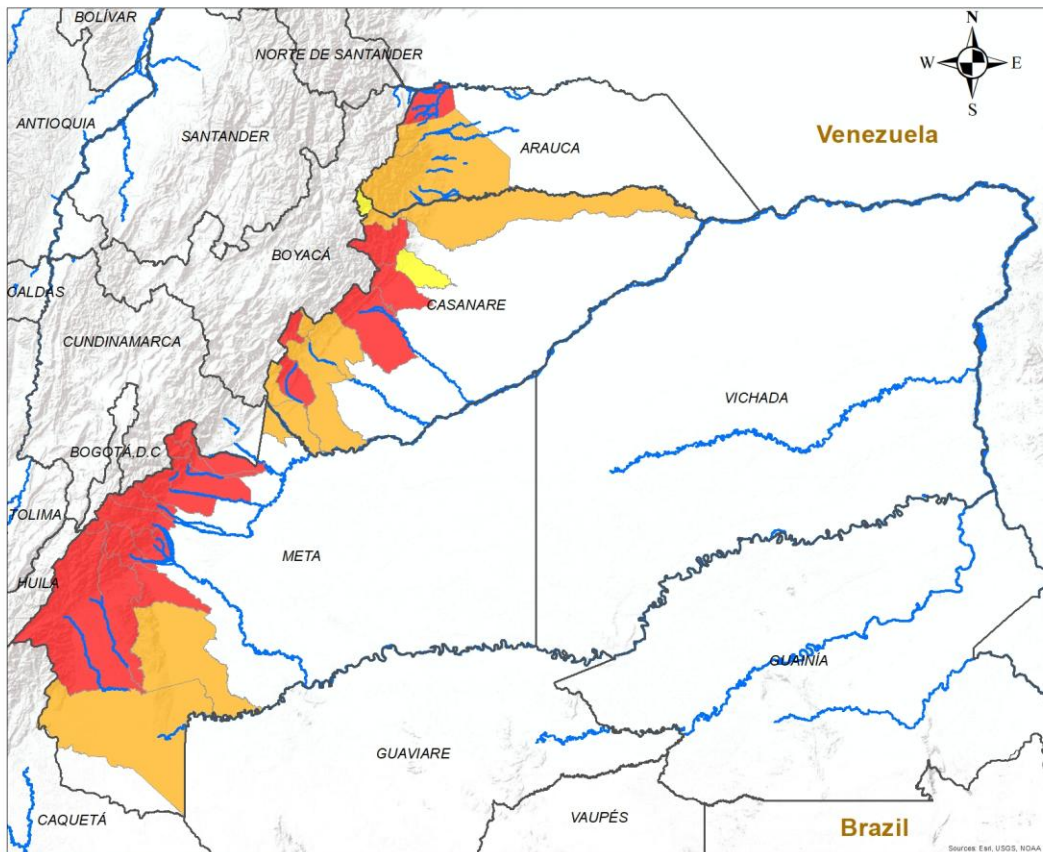 BOLÍVAR
NORTE DE SANTANDER
N
W
E
S
ANTIOQUIA
SANTANDER
ARAUCA
Venezuela
BOYACÁ
CALDAS
CASANARE
CUNDINAMARCA
VICHADA
BOGOTÁ,D.C
TOLIMA
META
HUILA
GUAINÍA
GUAVIARE
CAQUETÁ
VAUPÉS
Brazil
Sources: Esri, USGS, NOAA